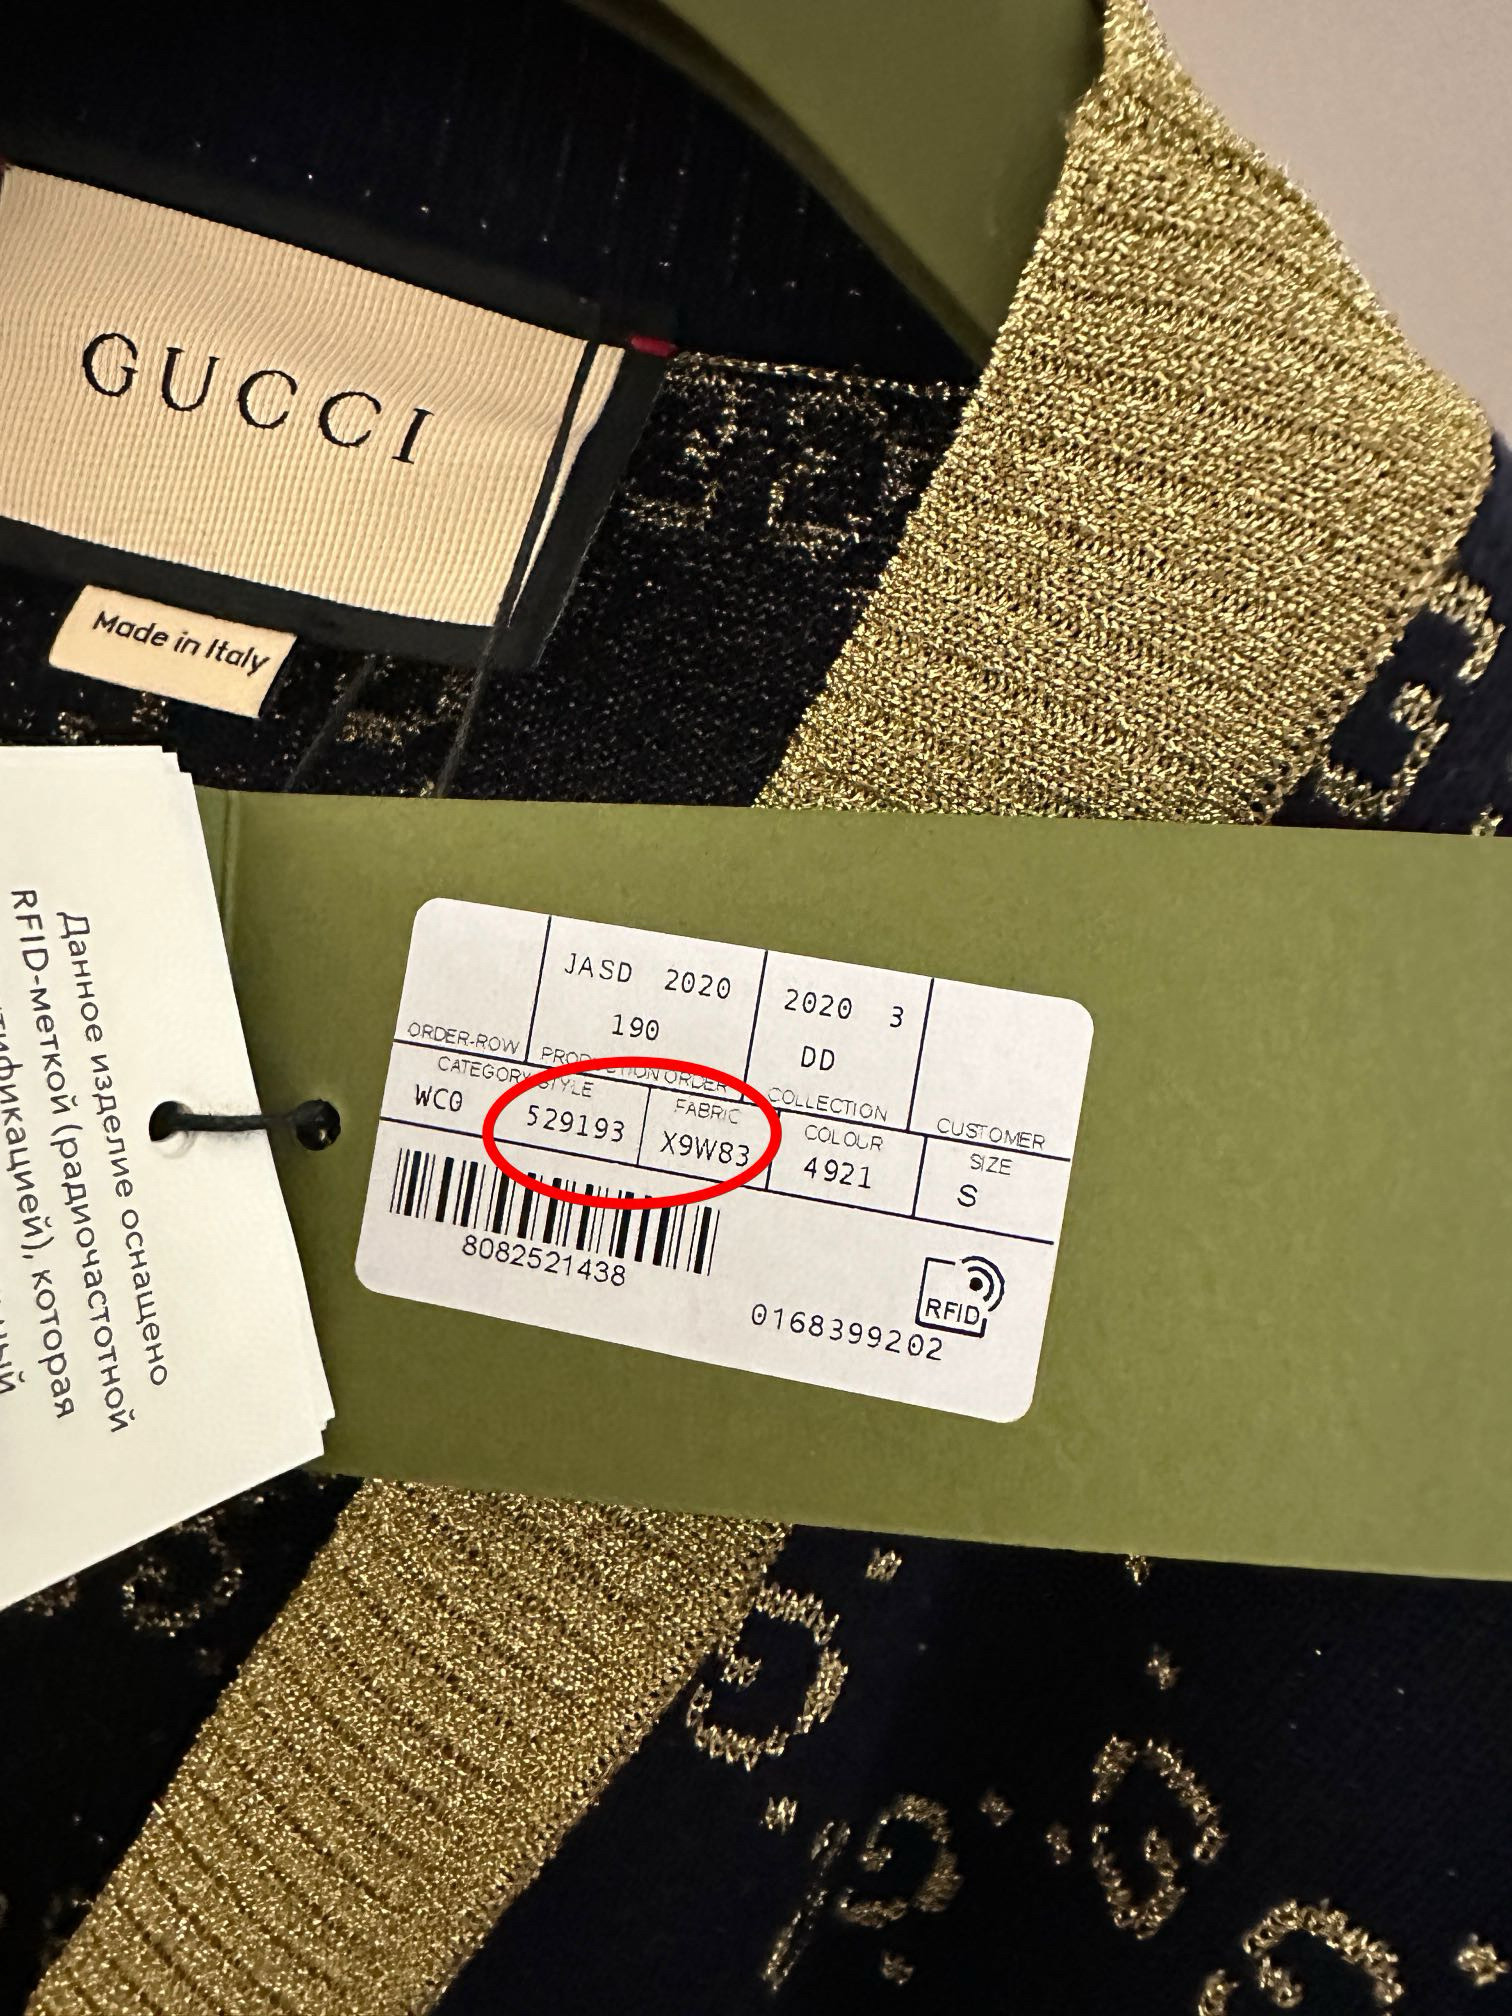 GUCCI
Made in Italy
Данное изделие оснащено
RFID-меткой (радиочастотной
которая
JASD 2020
190
2020 3
DD
ORDER-ROW
PRODUCTION ORDER
COLLECTION
CUSTOMER
CATEGORY
STYLE
FABRIC
COLOUR
SIZE
WC0
529193
X9W83
4921
S
8082521438
RFID
0168399202